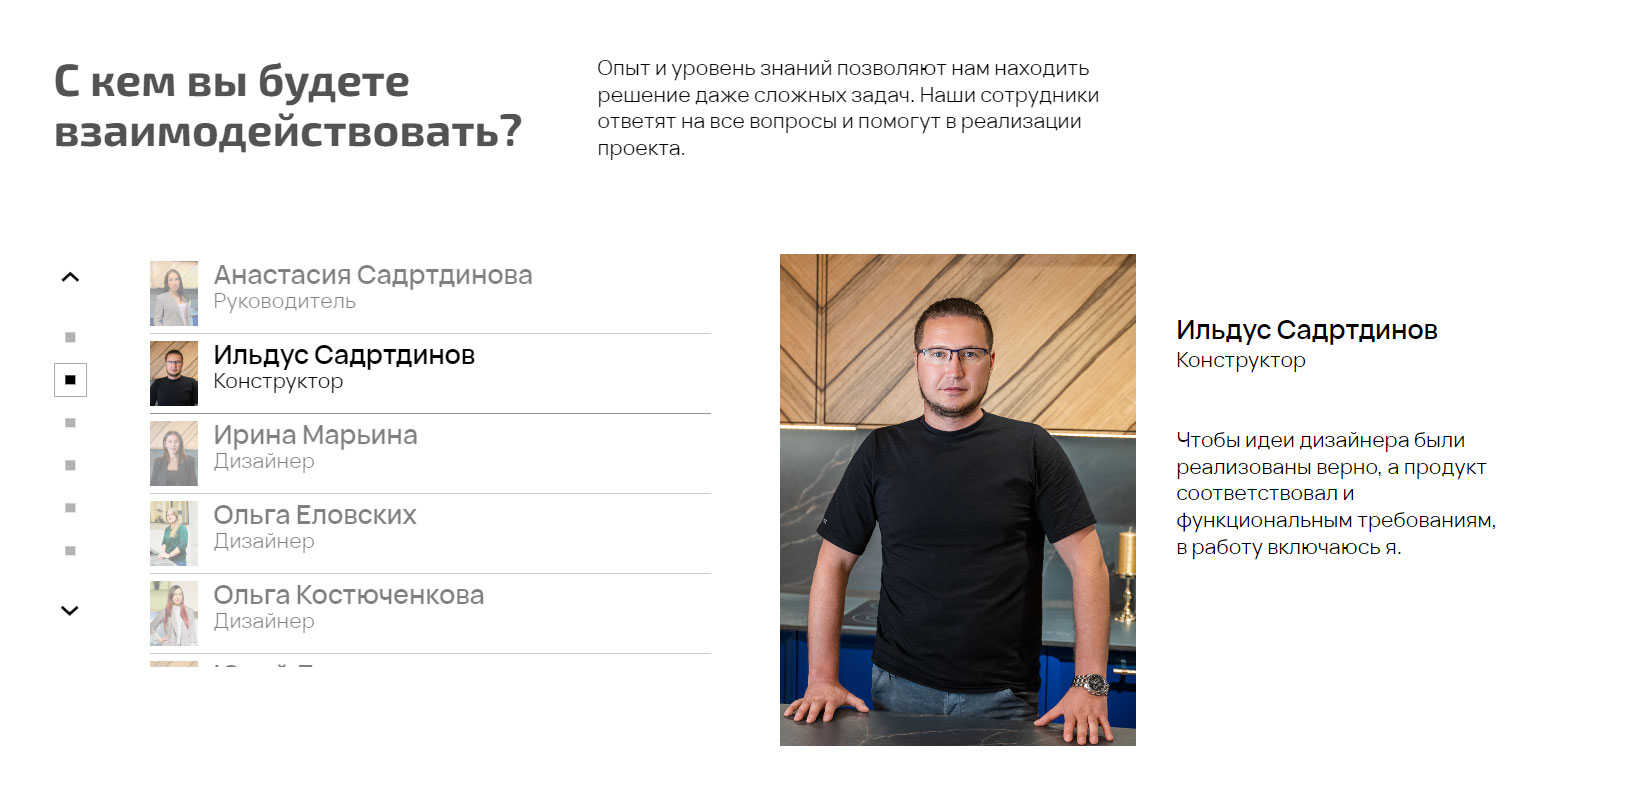 С кем вы будете
взаимодействовать?
Опыт и уровень знаний позволяют нам находить
решение даже сложных задач. Наши сотрудники
ответят на все вопросы и помогут в реализации
проекта.
Анастасия Садртдинова
Руководитель
Ильдус Садртдинов
Конструктор
Ирина Марьина
Дизайнер
Ольга Еловских
Дизайнер
Ольга Костюченкова
Дизайнер
Ильдус Садртдинов
Конструктор
Чтобы идеи дизайнера были
реализованы верно, а продукт
соответствовал и
функциональным требованиям,
в работу включаюсь я.